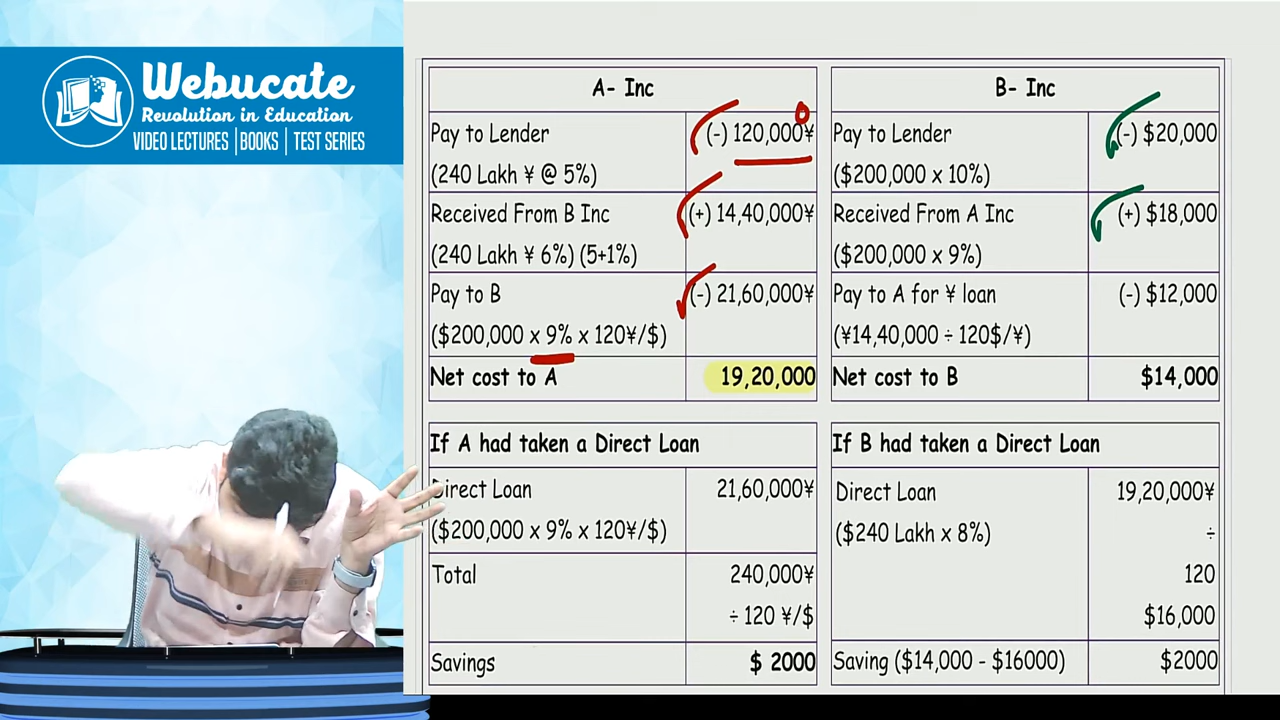 Webucate
Revolution in Education
VIDEO LECTURES | BOOKS | TEST SERIES
A- Inc
Pay to Lender (-) 120,000¥
0
(240 Lakh ¥ @ 5%)
Received From B Inc (+) 14,40,000¥
(240 Lakh ¥ 6%) (5+1%)
Pay to B (-) 21,60,000¥
($200,000 x 9% x 120¥/$)
Net cost to A 19,20,000
If A had taken a Direct Loan
Direct Loan 21,60,000¥
($200,000 x 9% x 120¥/$)
Total 240,000¥
÷ 120 ¥/$
Savings $ 2000
B- Inc
Pay to Lender (-) $20,000
($200,000 x 10%)
Received From A Inc (+) $18,000
($200,000 x 9%)
Pay to A for ¥ loan (-) $12,000
(¥14,40,000 ÷ 120$/¥)
Net cost to B $14,000
If B had taken a Direct Loan
Direct Loan 19,20,000¥
($240 Lakh x 8%) ÷
120
$16,000
Saving ($14,000 - $16000) $2000